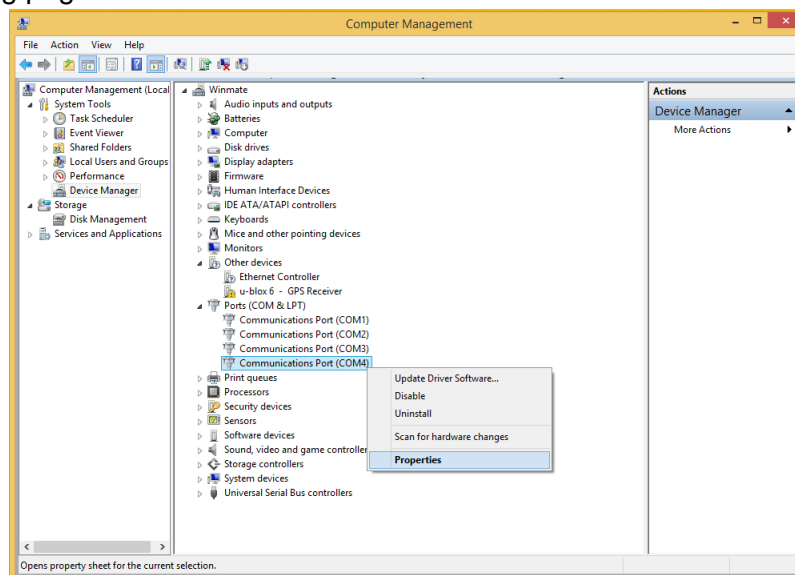 Computer Management
File Action View Help
Computer Management (Local
System Tools
Task Scheduler
Event Viewer
Shared Folders
Local Users and Groups
Performance
Device Manager
Storage
Disk Management
Services and Applications
Winmate
Audio inputs and outputs
Batteries
Computer
Disk drives
Display adapters
Firmware
Human Interface Devices
IDE ATA/ATAPI controllers
Keyboards
Mice and other pointing devices
Monitors
Other devices
Ethernet Controller
u-blox 6 - GPS Receiver
Ports (COM & LPT)
Communications Port (COM1)
Communications Port (COM2)
Communications Port (COM3)
Communications Port (COM4)
Print queues
Processors
Security devices
Sensors
Software devices
Sound, video and game controller
Storage controllers
System devices
Universal Serial Bus controllers
Update Driver Software...
Disable
Uninstall
Scan for hardware changes
Properties
Actions
Device Manager
More Actions
Opens property sheet for the current selection.